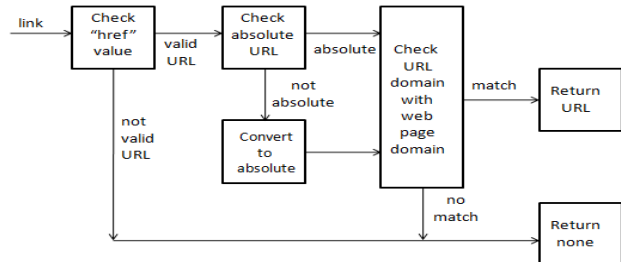 link
Check
"href"
value
valid
URL
Check
absolute
URL
absolute
Check
URL
domain
with
web
page
domain
match
Return
URL
not
absolute
Convert
to
absolute
not
valid
URL
no
match
Return
none